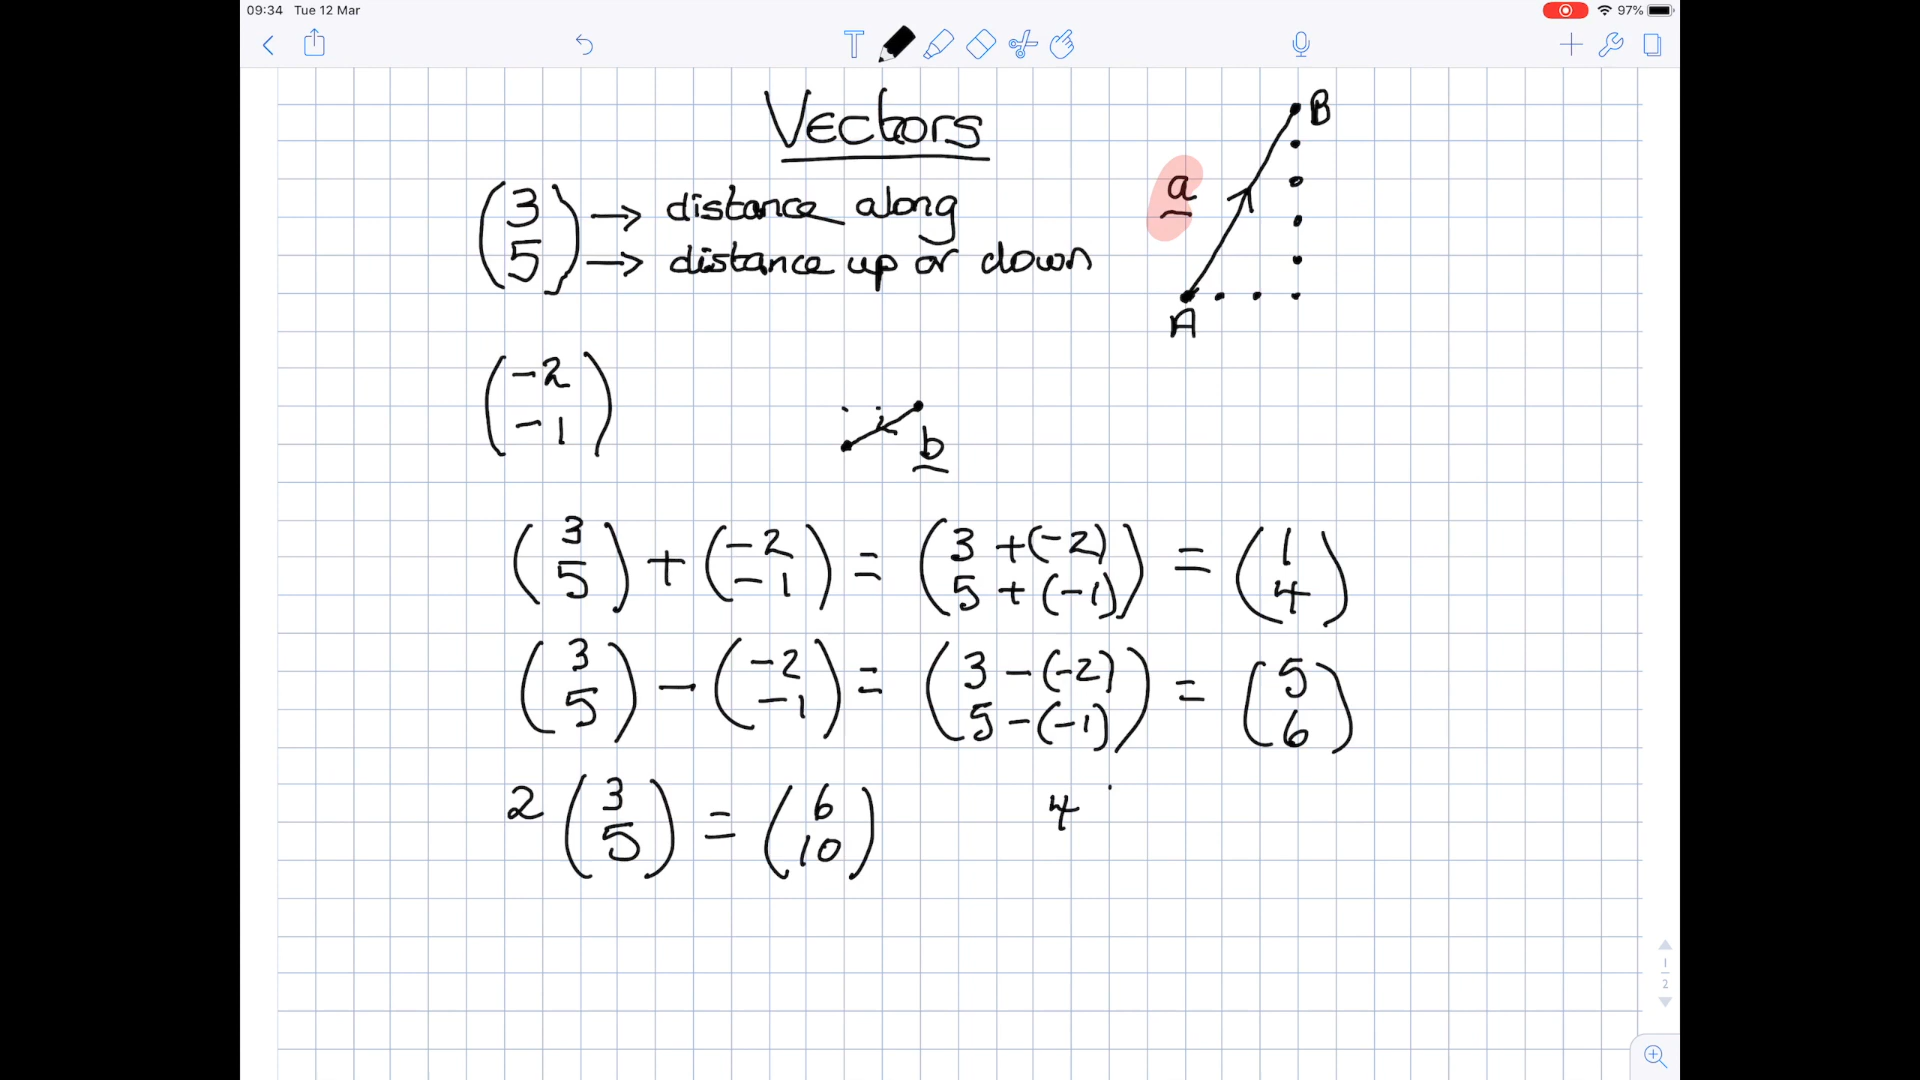 09:34 Tue 12 Mar
97%
T
Vectors
B
a
3 → distance along
5 → distance up or down
A
-2
-1
b
( 3 ) + ( -2 ) = ( 3 + (-2) ) = ( 1 )
( 5 ) ( -1 ) ( 5 + (-1) ) ( 4 )
( 3 ) - ( -2 ) = ( 3 - (-2) ) = ( 5 )
( 5 ) ( -1 ) ( 5 - (-1) ) ( 6 )
2 ( 3 ) = ( 6 ) 4
( 5 ) ( 10 )
1
2